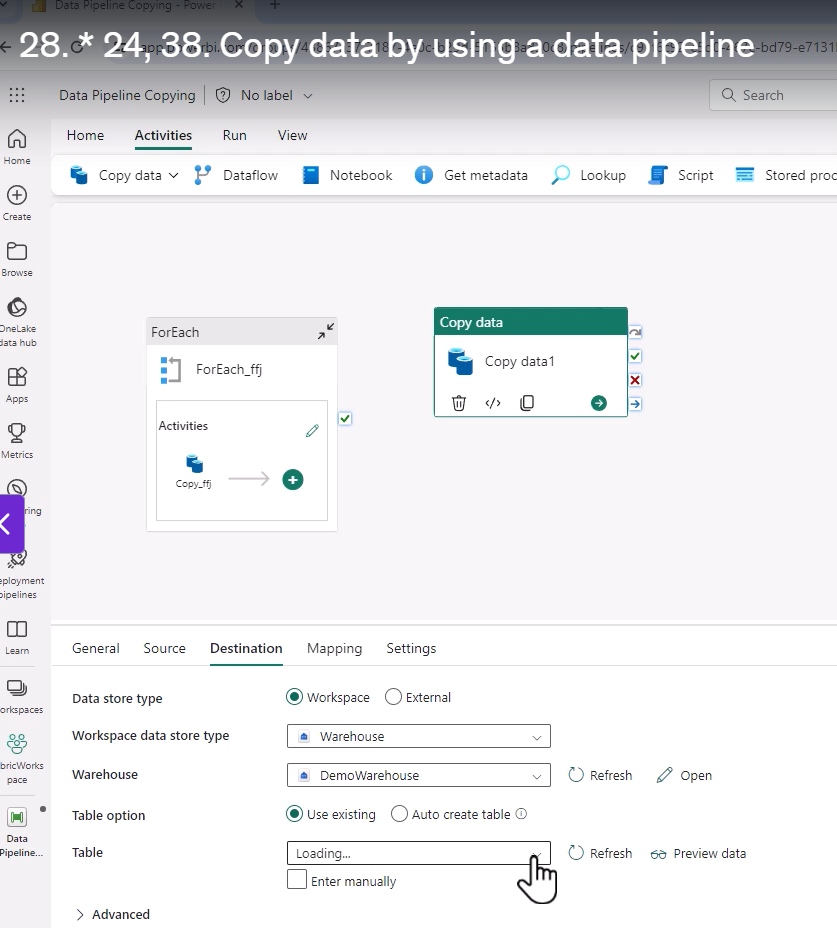 Data Pipeline Copying - Power
28.* 24, 38. Copy data by using a data pipeline
Data Pipeline Copying
No label
Search
Home
Activities
Run
View
Copy data
Dataflow
Notebook
Get metadata
Lookup
Script
Stored proc
Home
Create
Browse
OneLake
data hub
Apps
Metrics
ring
eployment
pipelines
Learn
orkspaces
bricWorks
pace
Data
Pipeline...
ForEach
ForEach_ffj
Activities
Copy_ffj
Copy data
Copy data1
General
Source
Destination
Mapping
Settings
Data store type
Workspace
External
Workspace data store type
Warehouse
Warehouse
DemoWarehouse
Refresh
Open
Table option
Use existing
Auto create table
Table
Loading...
Refresh
Preview data
Enter manually
Advanced